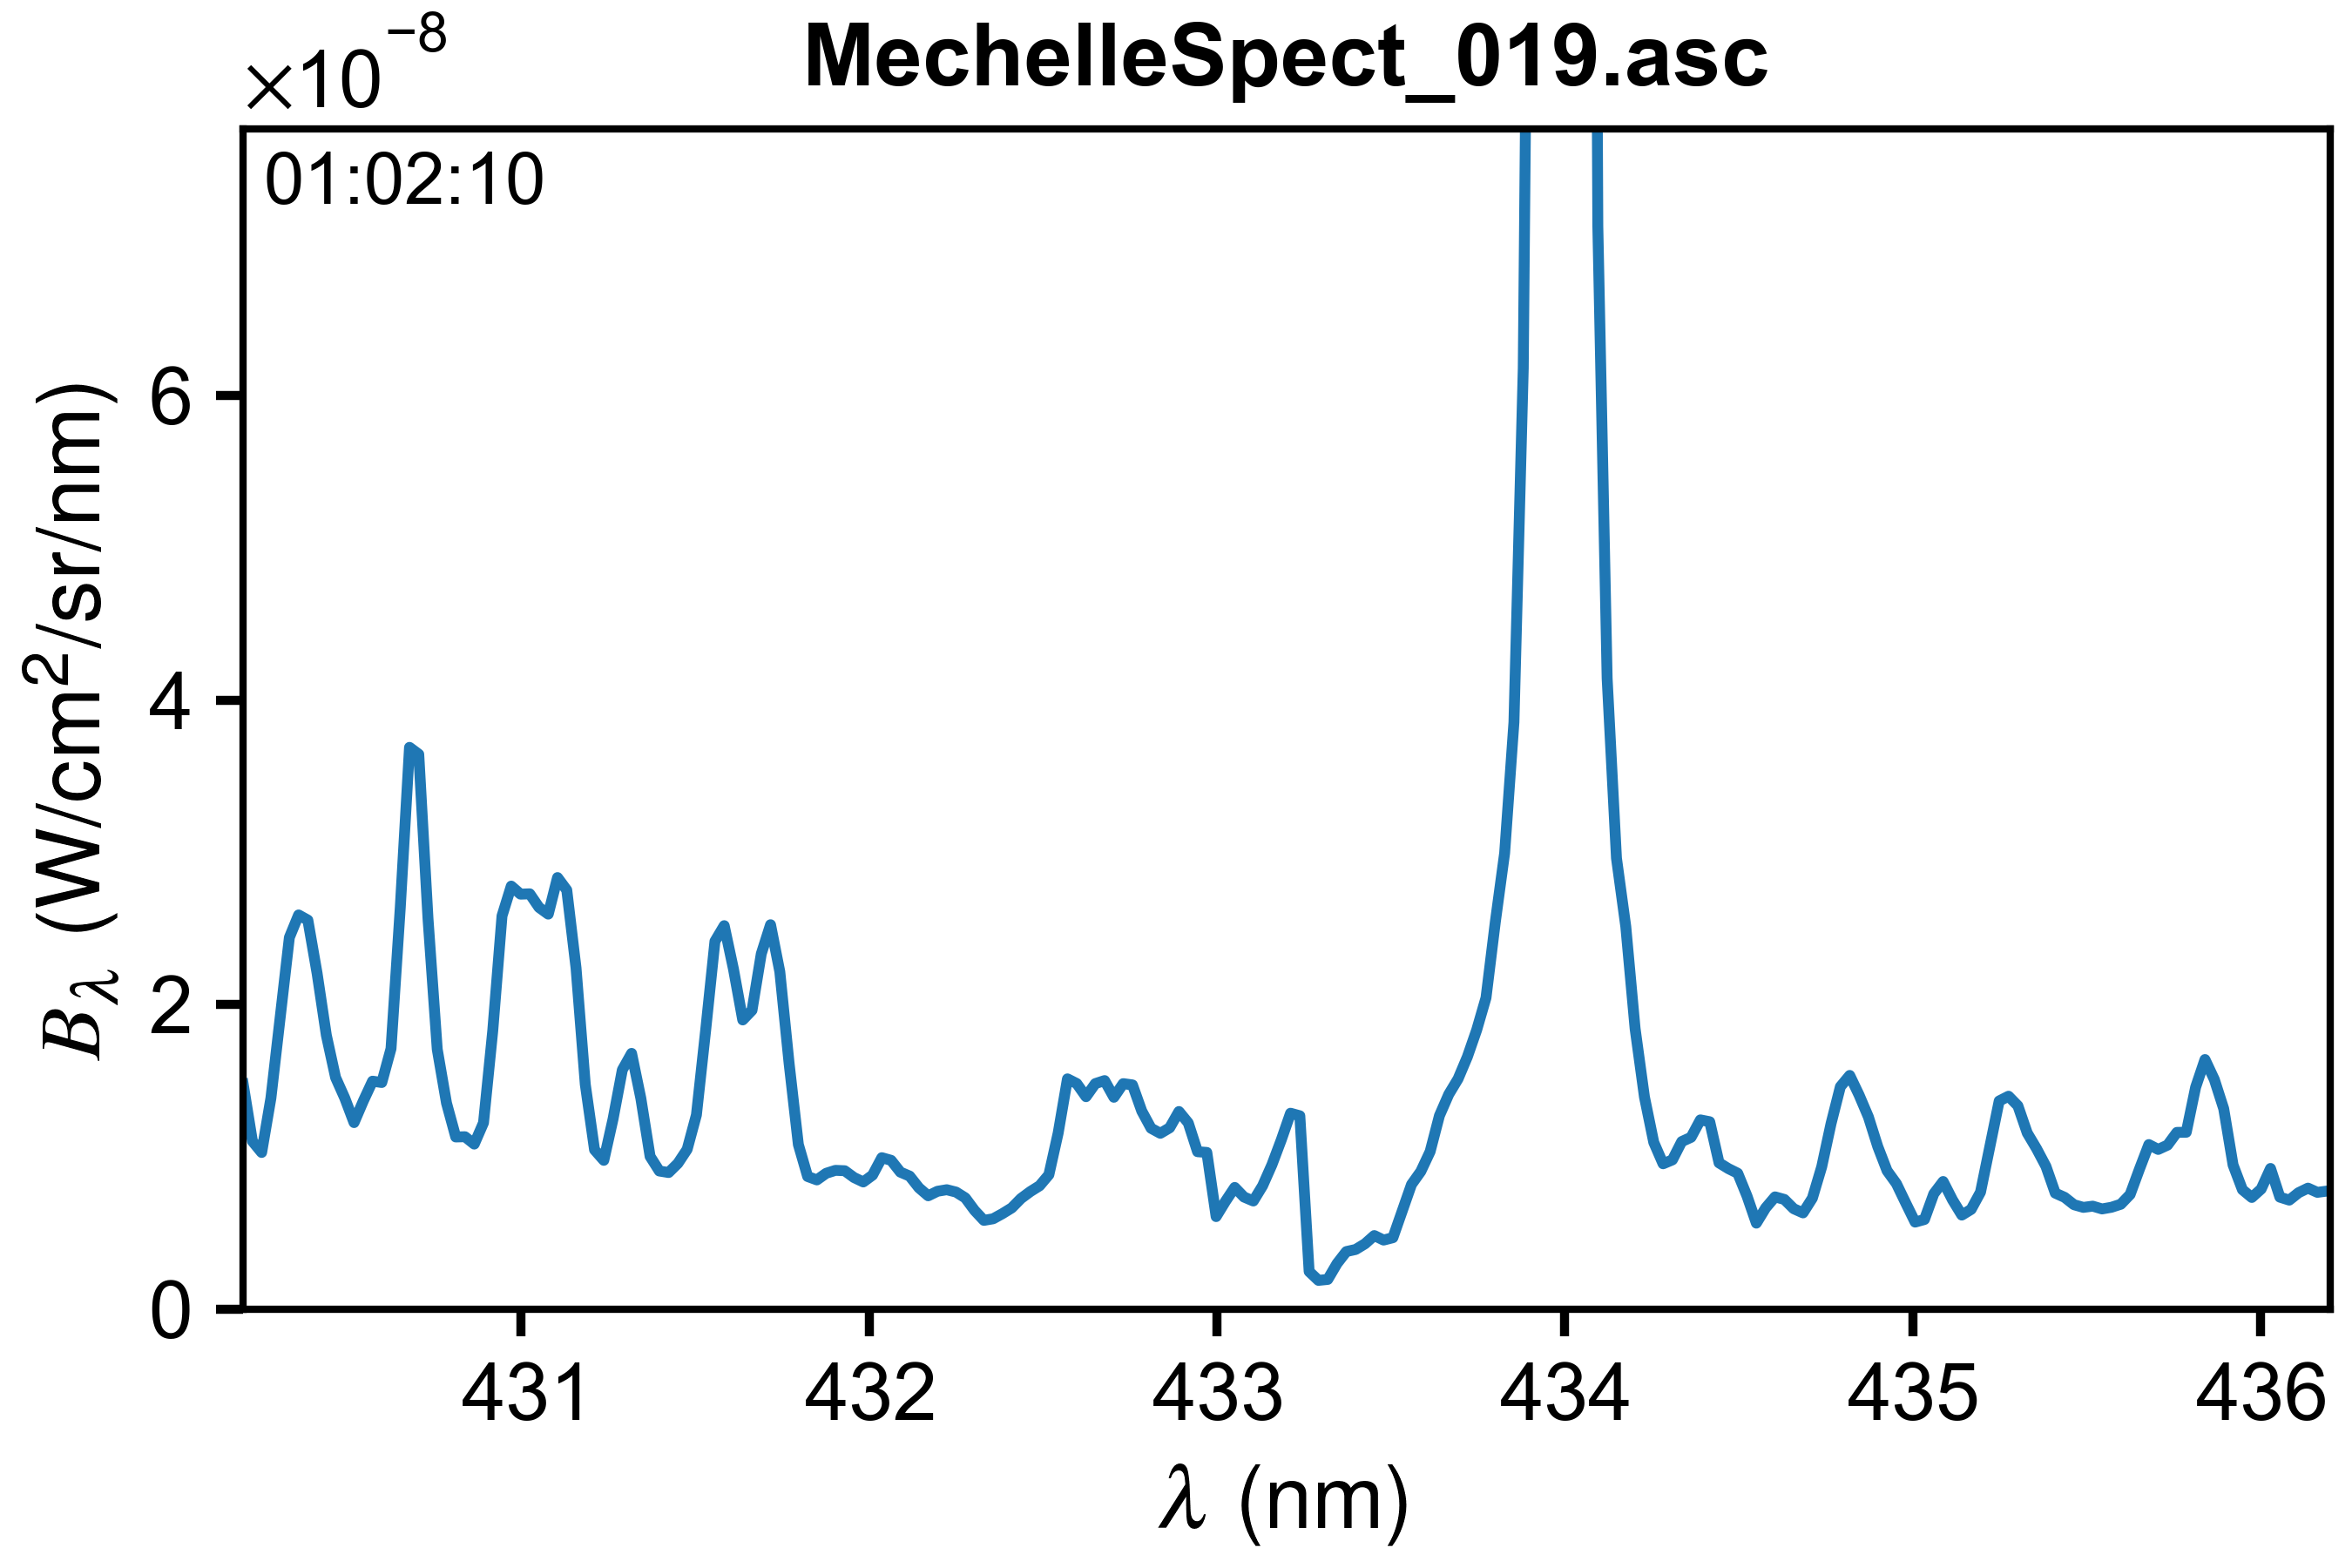 MechelleSpect_019.asc
×10⁻⁸
01:02:10
6
4
2
0
B_λ (W/cm²/sr/nm)
431 432 433 434 435 436
λ (nm)